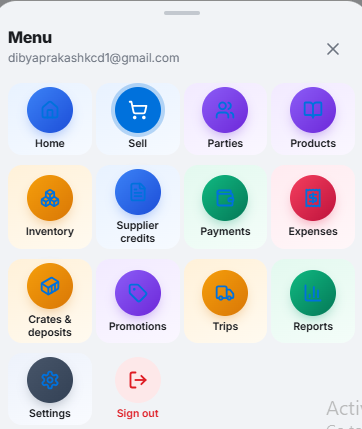 Menu
dibyaprakashkcd1@gmail.com
Home
Sell
Parties
Products
Inventory
Supplier
credits
Payments
Expenses
Crates &
deposits
Promotions
Trips
Reports
Settings
Sign out